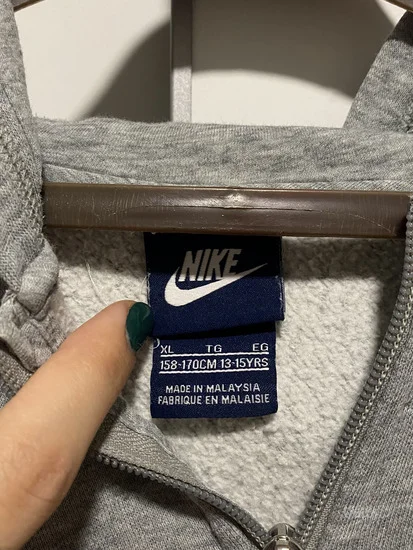 NIKE
XL TG EG
158-170CM 13-15YRS
MADE IN MALAYSIA
FABRIQUE EN MALAISIE